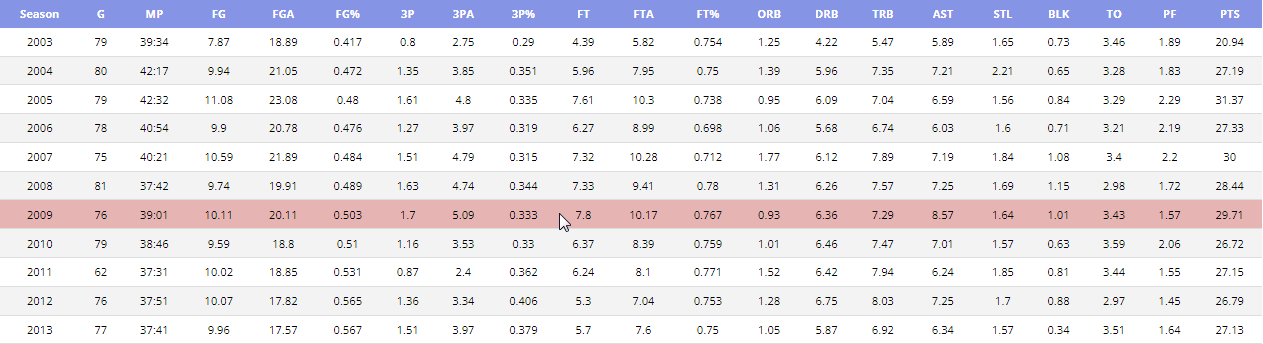 Season G MP FG FGA FG% 3P 3PA 3P% FT FTA FT% ORB DRB TRB AST STL BLK TO PF PTS
2003 79 39:34 7.87 18.89 0.417 0.8 2.75 0.29 4.39 5.82 0.754 1.25 4.22 5.47 5.89 1.65 0.73 3.46 1.89 20.94
2004 80 42:17 9.94 21.05 0.472 1.35 3.85 0.351 5.96 7.95 0.75 1.39 5.96 7.35 7.21 2.21 0.65 3.28 1.83 27.19
2005 79 42:32 11.08 23.08 0.48 1.61 4.8 0.335 7.61 10.3 0.738 0.95 6.09 7.04 6.59 1.56 0.84 3.29 2.29 31.37
2006 78 40:54 9.9 20.78 0.476 1.27 3.97 0.319 6.27 8.99 0.698 1.06 5.68 6.74 6.03 1.6 0.71 3.21 2.19 27.33
2007 75 40:21 10.59 21.89 0.484 1.51 4.79 0.315 7.32 10.28 0.712 1.77 6.12 7.89 7.19 1.84 1.08 3.4 2.2 30
2008 81 37:42 9.74 19.91 0.489 1.63 4.74 0.344 7.33 9.41 0.78 1.31 6.26 7.57 7.25 1.69 1.15 2.98 1.72 28.44
2009 76 39:01 10.11 20.11 0.503 1.7 5.09 0.333 7.8 10.17 0.767 0.93 6.36 7.29 8.57 1.64 1.01 3.43 1.57 29.71
2010 79 38:46 9.59 18.8 0.51 1.16 3.53 0.33 6.37 8.39 0.759 1.01 6.46 7.47 7.01 1.57 0.63 3.59 2.06 26.72
2011 62 37:31 10.02 18.85 0.531 0.87 2.4 0.362 6.24 8.1 0.771 1.52 6.42 7.94 6.24 1.85 0.81 3.44 1.55 27.15
2012 76 37:51 10.07 17.82 0.565 1.36 3.34 0.406 5.3 7.04 0.753 1.28 6.75 8.03 7.25 1.7 0.88 2.97 1.45 26.79
2013 77 37:41 9.96 17.57 0.567 1.51 3.97 0.379 5.7 7.6 0.75 1.05 5.87 6.92 6.34 1.57 0.34 3.51 1.64 27.13